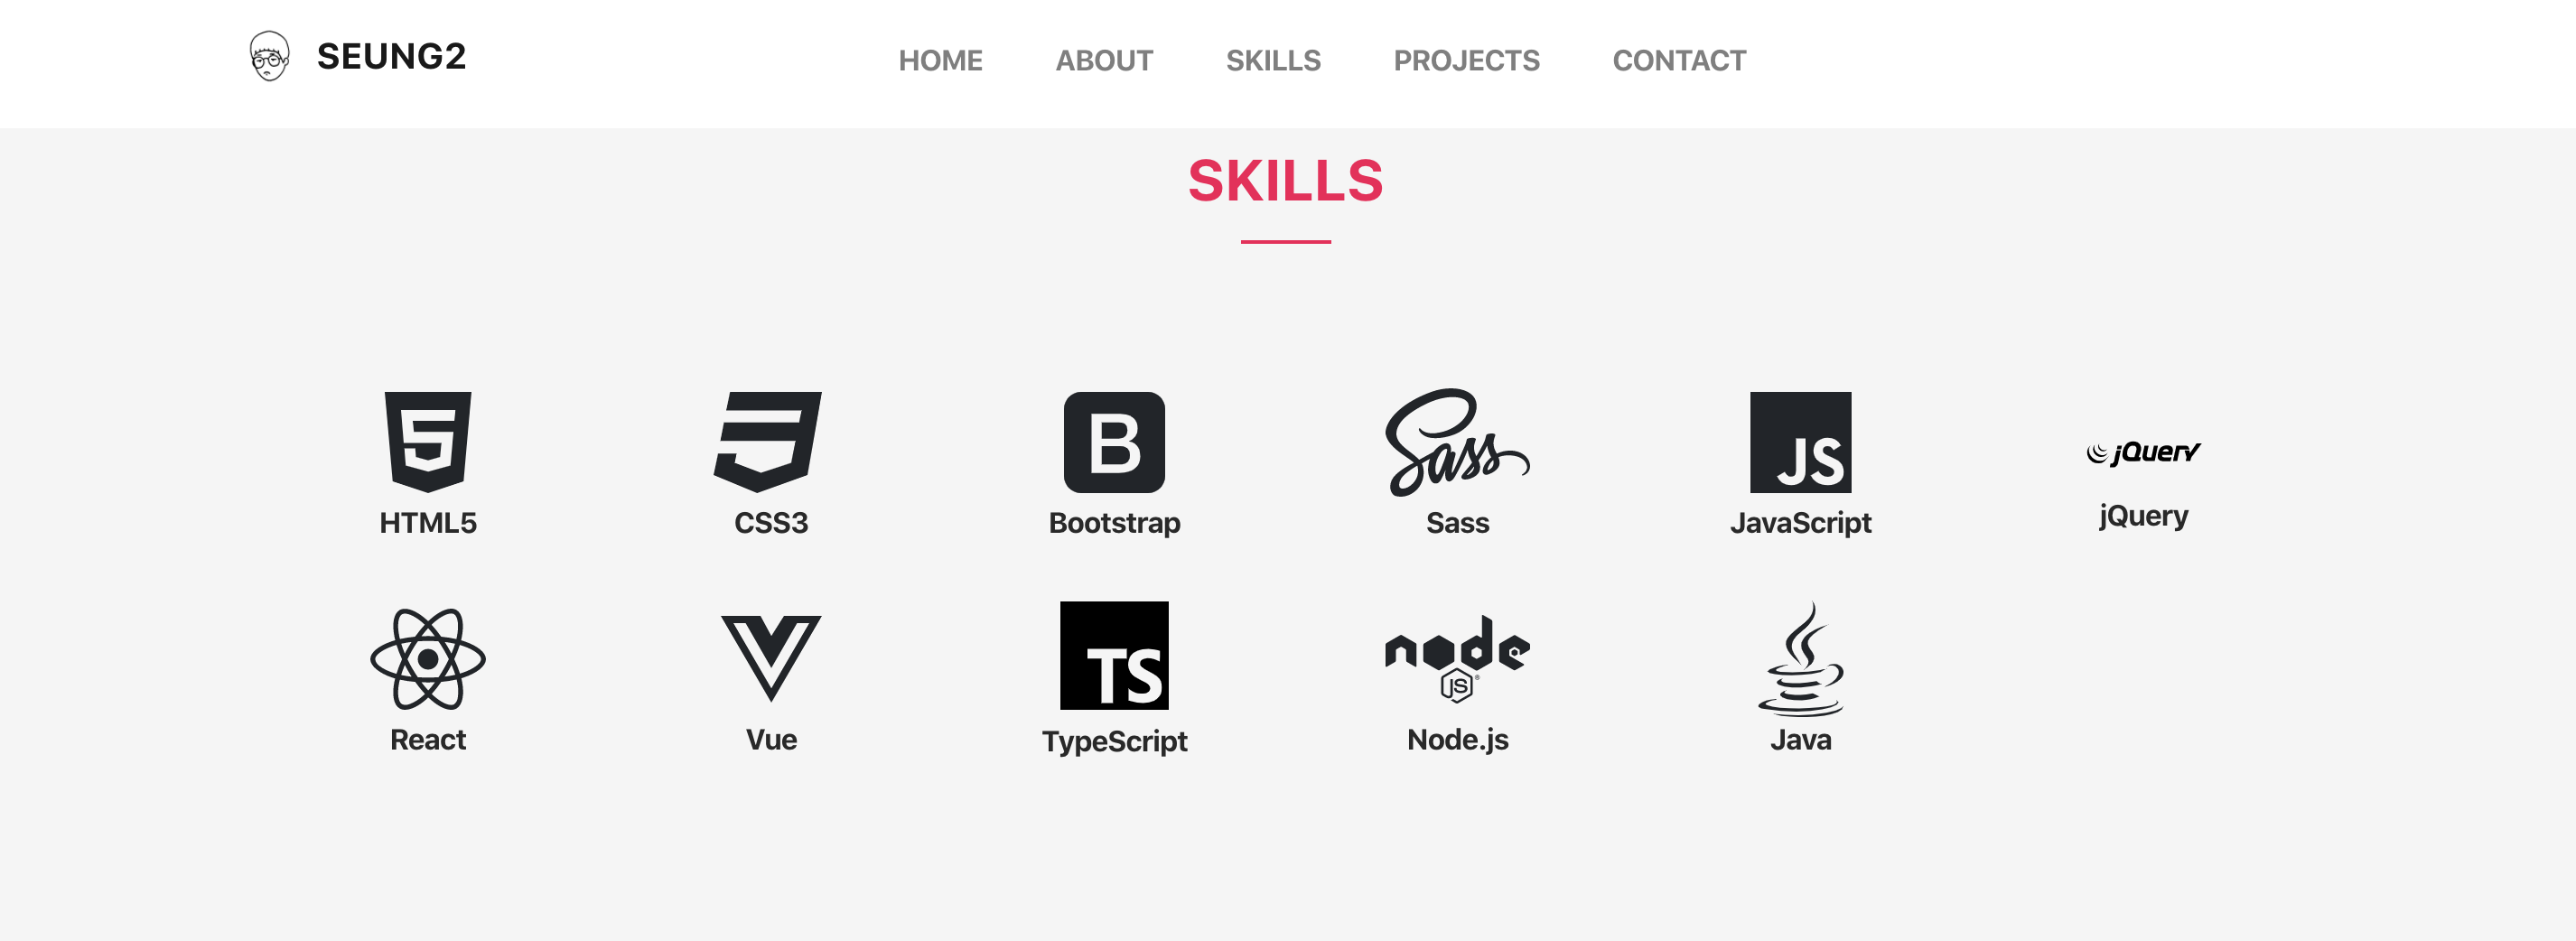 SEUNG2
HOME ABOUT SKILLS PROJECTS CONTACT
SKILLS
5 B Sass JS jQuery
HTML5 CSS3 Bootstrap Sass JavaScript jQuery
TS node
JS
React Vue TypeScript Node.js Java